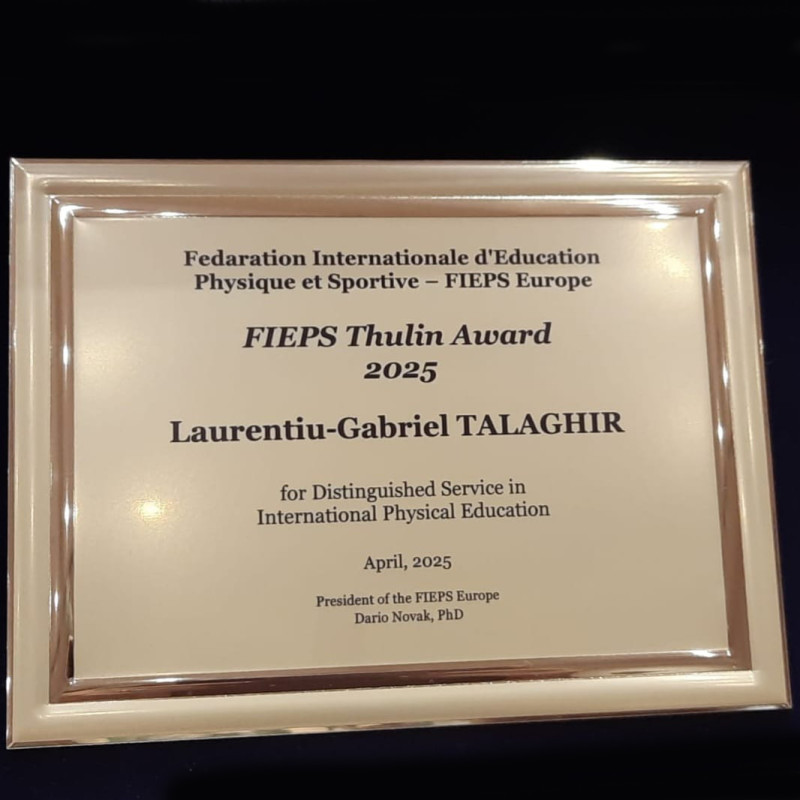 Fedaration Internationale d'Education
Physique et Sportive – FIEPS Europe
FIEPS Thulin Award
2025
Laurentiu-Gabriel TALAGHIR
for Distinguished Service in
International Physical Education
April, 2025
President of the FIEPS Europe
Dario Novak, PhD